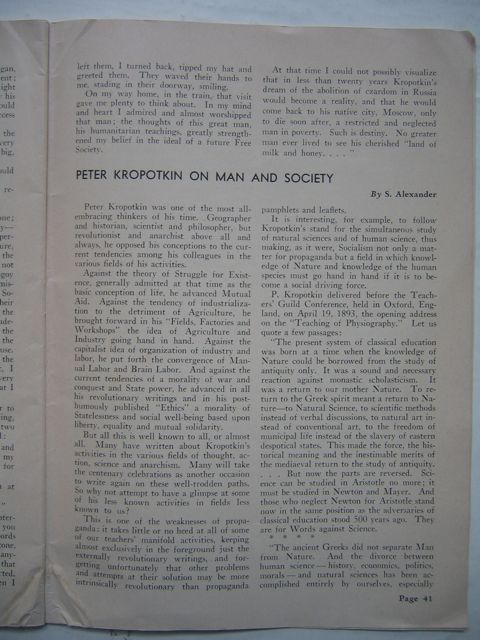 left them, I turned back, tipped my hat and
greeted them. They waved their hands to
me, stading in their doorway, smiling.
On my way home, in the train, that visit
gave me plenty to think about. In my mind
and heart I admired and almost worshipped
that man; the thoughts of this great man,
his humanitarian teachings, greatly strength-
ened my belief in the ideal of a future Free
Society.
At that time I could not possibly visualize
that in less than twenty years Kropotkin's
dream of the abolition of czardom in Russia
would become a reality, and that he would
come back to his native city, Moscow, only
to die soon after, a restricted and neglected
man in poverty. Such is destiny. No greater
man ever lived to see his cherished "land of
milk and honey. . . . "
PETER KROPOTKIN ON MAN AND SOCIETY
By S. Alexander
Peter Kropotkin was one of the most all-
embracing thinkers of his time. Geographer
and historian, scientist and philosopher, but
revolutionist and anarchist above all and
always, he opposed his conceptions to the cur-
rent tendencies among his colleagues in the
various fields of his activities.
Against the theory of Struggle for Exist-
ence, generally admitted at that time as the
basic conception of life, he advanced Mutual
Aid. Against the tendency of industrializa-
tion to the detriment of Agriculture, he
brought forward in his "Fields, Factories and
Workshops" the idea of Agriculture and
Industry going hand in hand. Against the
capitalist idea of organization of industry and
labor, he put forth the convergence of Man-
ual Labor and Brain Labor. And against the
current tendencies of a morality of war and
conquest and State power, he advanced in all
his revolutionary writings and in his post-
humously published "Ethics" a morality of
Statelessness and social well-being based upon
liberty, equality and mutual solidarity.
But all this is well known to all, or almost
all. Many have written about Kropotkin's
activities in the various fields of thought, ac-
tion, science and anarchism. Many will take
the centenary celebrations as another occasion
to write again on these well-trodden paths.
So why not attempt to have a glimpse at some
of his less known activities in fields less
known to us?
This is one of the weaknesses of propa-
ganda: it takes little or no heed at all of some
of our teachers' manifold activities, keeping
almost exclusively in the foreground just the
externally revolutionary writings, and for-
getting unfortunately that other problems
and attempts at their solution may be more
intrinsically revolutionary than propaganda
pamphlets and leaflets.
It is interesting, for example, to follow
Kropotkin's stand for the simultaneous study
of natural sciences and of human science, thus
making, as it were, Socialism not only a mat-
ter for propaganda but a field in which knowl-
edge of Nature and knowledge of the human
species must go hand in hand if it is to be-
come a social driving force.
P. Kropotkin delivered before the Teach-
ers' Guild Conference, held in Oxford, Eng-
land, on April 19, 1893, the opening address
on the "Teaching of Physiography." Let us
quote a few passages:
"The present system of classical education
was born at a time when the knowledge of
Nature could be borrowed from the study of
antiquity only. It was a sound and necessary
reaction against monastic scholasticism. It
was a return to our mother Nature. To re-
turn to the Greek spirit meant a return to Na-
ture—to Natural Science, to scientific methods
instead of verbal discussions, to natural art in-
stead of conventional art, to the freedom of
municipal life instead of the slavery of eastern
despotical states. This made the force, the his-
torical meaning and the inestimable merits of
the mediaeval return to the study of antiquity.
. . . . But now the parts are reversed. Sci-
ence can be studied in Aristotle no more; it
must be studied in Newton and Mayer. And
those who neglect Newton for Aristotle stand
now in the same position as the adversaries of
classical education stood 500 years ago. They
are for Words against Science.
* * * *
"The ancient Greeks did not separate Man
from Nature. And the divorce between
human science—history, economics, politics,
morals—and natural sciences has been ac-
complished entirely by ourselves, especially
Page 41